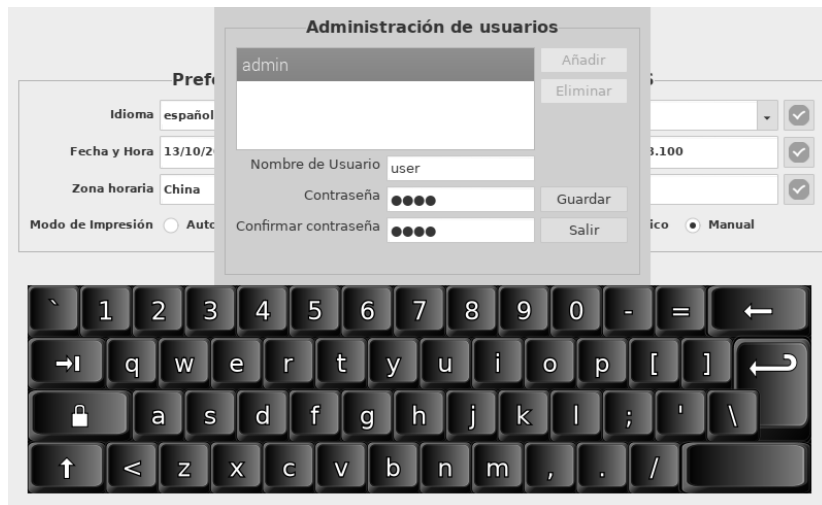 Administración de usuarios
admin
Añadir
Eliminar
Nombre de Usuario user
Contraseña ●●●● Guardar
Confirmar contraseña ●●●● Salir
Idioma español
Fecha y Hora 13/10/2 3.100
Zona horaria China
Modo de Impresión Auto ico Manual
` 1 2 3 4 5 6 7 8 9 0 - =
q w e r t y u i o p [ ]
a s d f g h j k l ; ' \
< z x c v b n m , . /